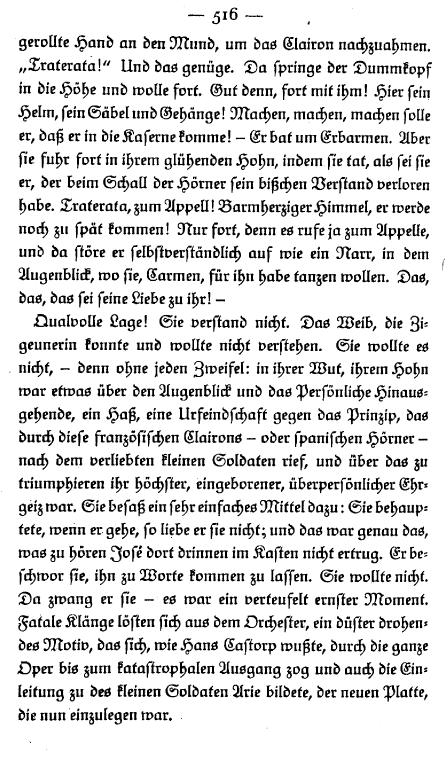 — 516 —
gerollte Hand an den Mund, um das Clairon nachzuahmen.
„Traterata!“ Und das genüge. Da springe der Dummkopf
in die Höhe und wolle fort. Gut denn, fort mit ihm! Hier sein
Helm, sein Säbel und Gehänge! Machen, machen, machen solle
er, daß er in die Kaserne komme! – Er bat um Erbarmen. Aber
sie fuhr fort in ihrem glühenden Hohn, indem sie tat, als sei sie
er, der beim Schall der Hörner sein bißchen Verstand verloren
habe. Traterata, zum Appell! Barmherziger Himmel, er werde
noch zu spät kommen! Nur fort, denn es rufe ja zum Appelle,
und da störe er selbstverständlich auf wie ein Narr, in dem
Augenblick, wo sie, Carmen, für ihn habe tanzen wollen. Das,
das, das sei seine Liebe zu ihr! –
Qualvolle Lage! Sie verstand nicht. Das Weib, die Zi-
geunerin konnte und wollte nicht verstehen. Sie wollte es
nicht, – denn ohne jeden Zweifel: in ihrer Wut, ihrem Hohn
war etwas über den Augenblick und das Persönliche Hinaus-
gehende, ein Haß, eine Urfeindschaft gegen das Prinzip, das
durch diese französischen Clairons – oder spanischen Hörner –
nach dem verliebten kleinen Soldaten rief, und über das zu
triumphieren ihr höchster, eingeborener, überpersönlicher Ehr-
geiz war. Sie besaß ein sehr einfaches Mittel dazu: Sie behaup-
tete, wenn er gehe, so liebe er sie nicht; und das war genau das,
was zu hören José dort drinnen im Kasten nicht ertrug. Er be-
schwor sie, ihn zu Worte kommen zu lassen. Sie wollte nicht.
Da zwang er sie – es war ein verteufelt ernster Moment.
Fatale Klänge lösten sich aus dem Orchester, ein düster drohen-
des Motiv, das sich, wie Hans Castorp wußte, durch die ganze
Oper bis zum katastrophalen Ausgang zog und auch die Ein-
leitung zu des kleinen Soldaten Arie bildete, der neuen Platte,
die nun einzulegen war.